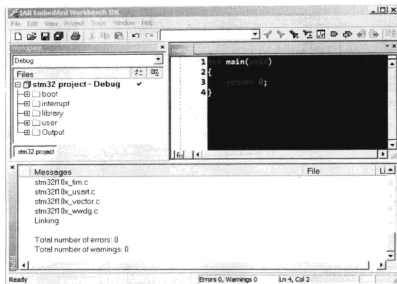 IAR Embedded Workbench IDE
File Edit View Project Tools Window Help
Workspace
Debug
Files
stm32 project - Debug
boot
interrupt
library
user
Output
stm32 project
1 int main(void)
2 {
3 return 0;
4 }
Messages File Li
stm32f10x_tim.c
stm32f10x_usart.c
stm32f10x_vector.c
stm32f10x_wwdg.c
Linking
Total number of errors: 0
Total number of warnings: 0
Ready Errors 0, Warnings 0 Ln 4, Col 2